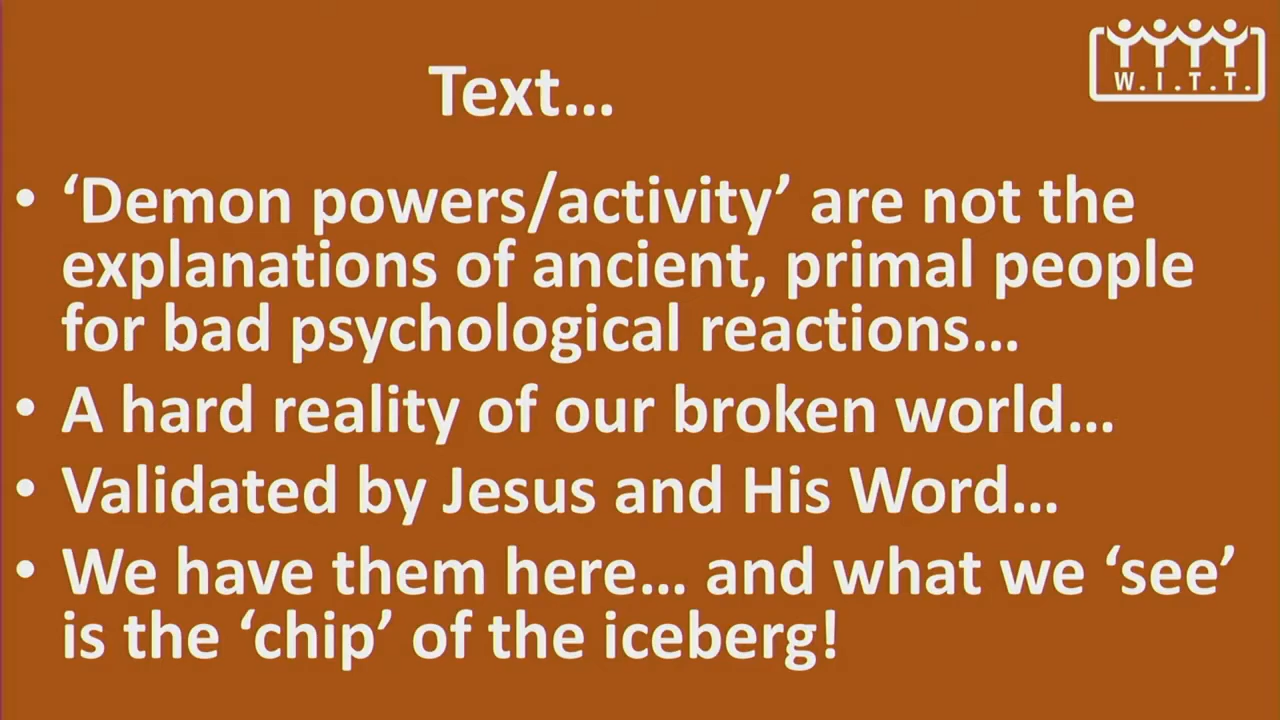 W.I.T.T.
Text…
• ‘Demon powers/activity’ are not the
explanations of ancient, primal people
for bad psychological reactions…
• A hard reality of our broken world…
• Validated by Jesus and His Word…
• We have them here… and what we ‘see’
is the ‘chip’ of the iceberg!